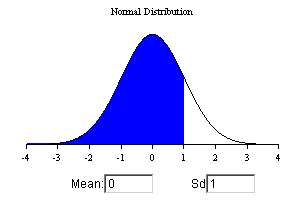 Normal Distribution
-4 -3 -2 -1 0 1 2 3 4
Mean: 0 Sd 1